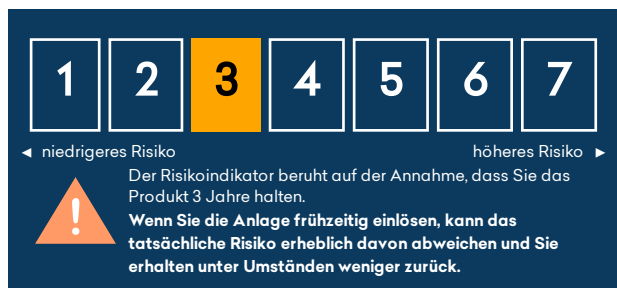 1 2 3 4 5 6 7
◄ niedrigeres Risiko höheres Risiko ►
Der Risikoindikator beruht auf der Annahme, dass Sie das
Produkt 3 Jahre halten.
Wenn Sie die Anlage frühzeitig einlösen, kann das
tatsächliche Risiko erheblich davon abweichen und Sie
erhalten unter Umständen weniger zurück.